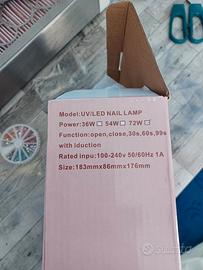 Model:UV/LED NAIL LAMP
Power:36W☐ 54W☐ 72W☐
Function:open,close,30s,60s,99s
with iduction
Rated inpu:100-240v 50/60Hz 1A
Size:183mmx86mmx176mm
subito